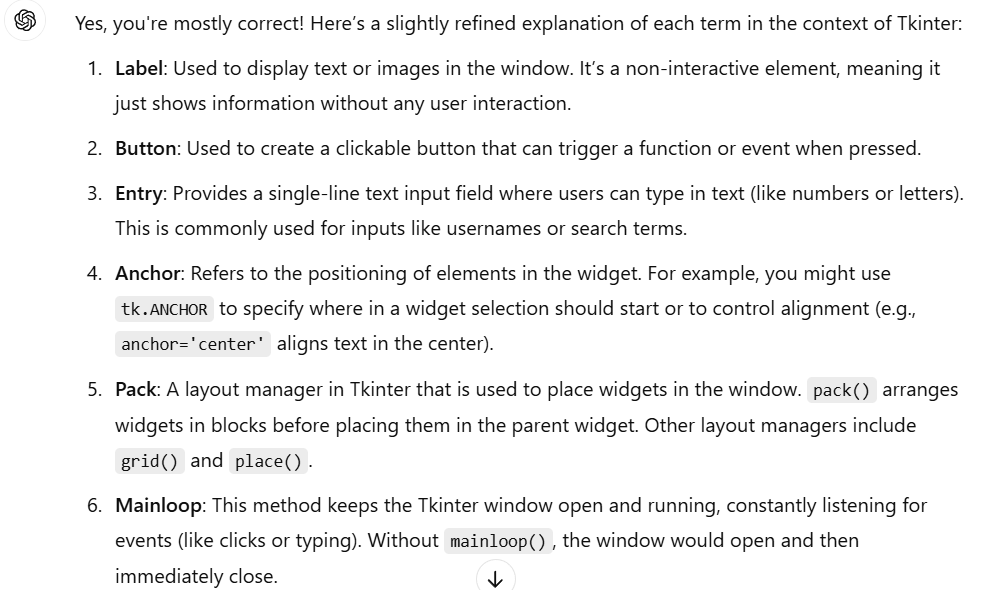 Yes, you're mostly correct! Here’s a slightly refined explanation of each term in the context of Tkinter:
1. Label: Used to display text or images in the window. It’s a non-interactive element, meaning it
just shows information without any user interaction.
2. Button: Used to create a clickable button that can trigger a function or event when pressed.
3. Entry: Provides a single-line text input field where users can type in text (like numbers or letters).
This is commonly used for inputs like usernames or search terms.
4. Anchor: Refers to the positioning of elements in the widget. For example, you might use
tk.ANCHOR to specify where in a widget selection should start or to control alignment (e.g.,
anchor='center' aligns text in the center).
5. Pack: A layout manager in Tkinter that is used to place widgets in the window. pack() arranges
widgets in blocks before placing them in the parent widget. Other layout managers include
grid() and place().
6. Mainloop: This method keeps the Tkinter window open and running, constantly listening for
events (like clicks or typing). Without mainloop(), the window would open and then
immediately close.